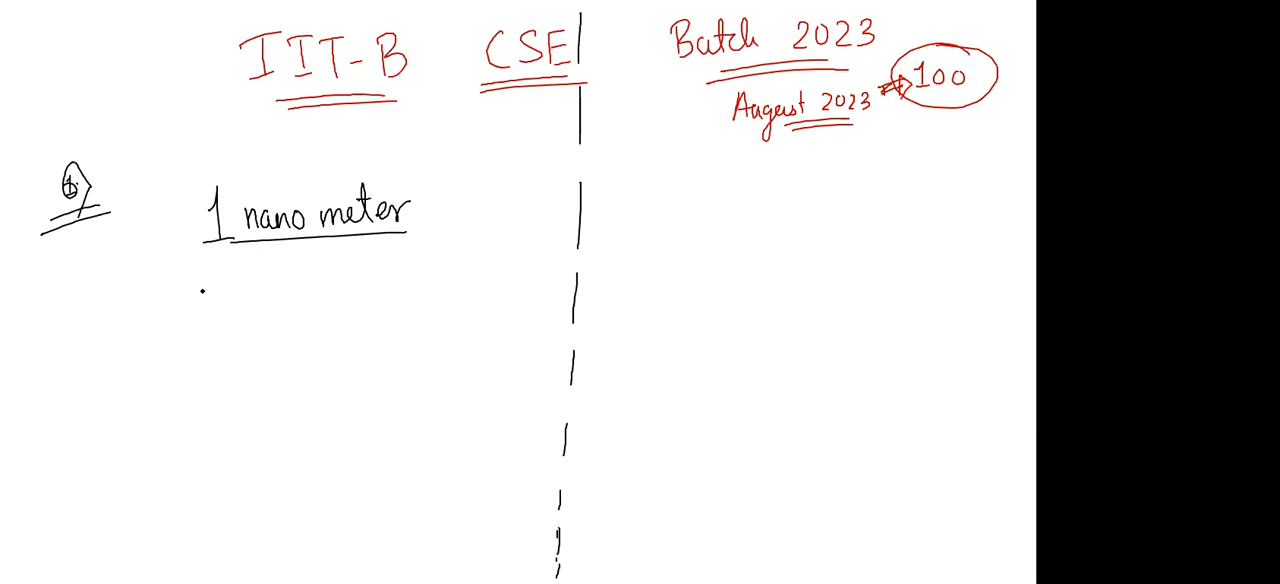 IIT-B CSE
Batch 2023
August 2023 → 100
1)
1 nano meter